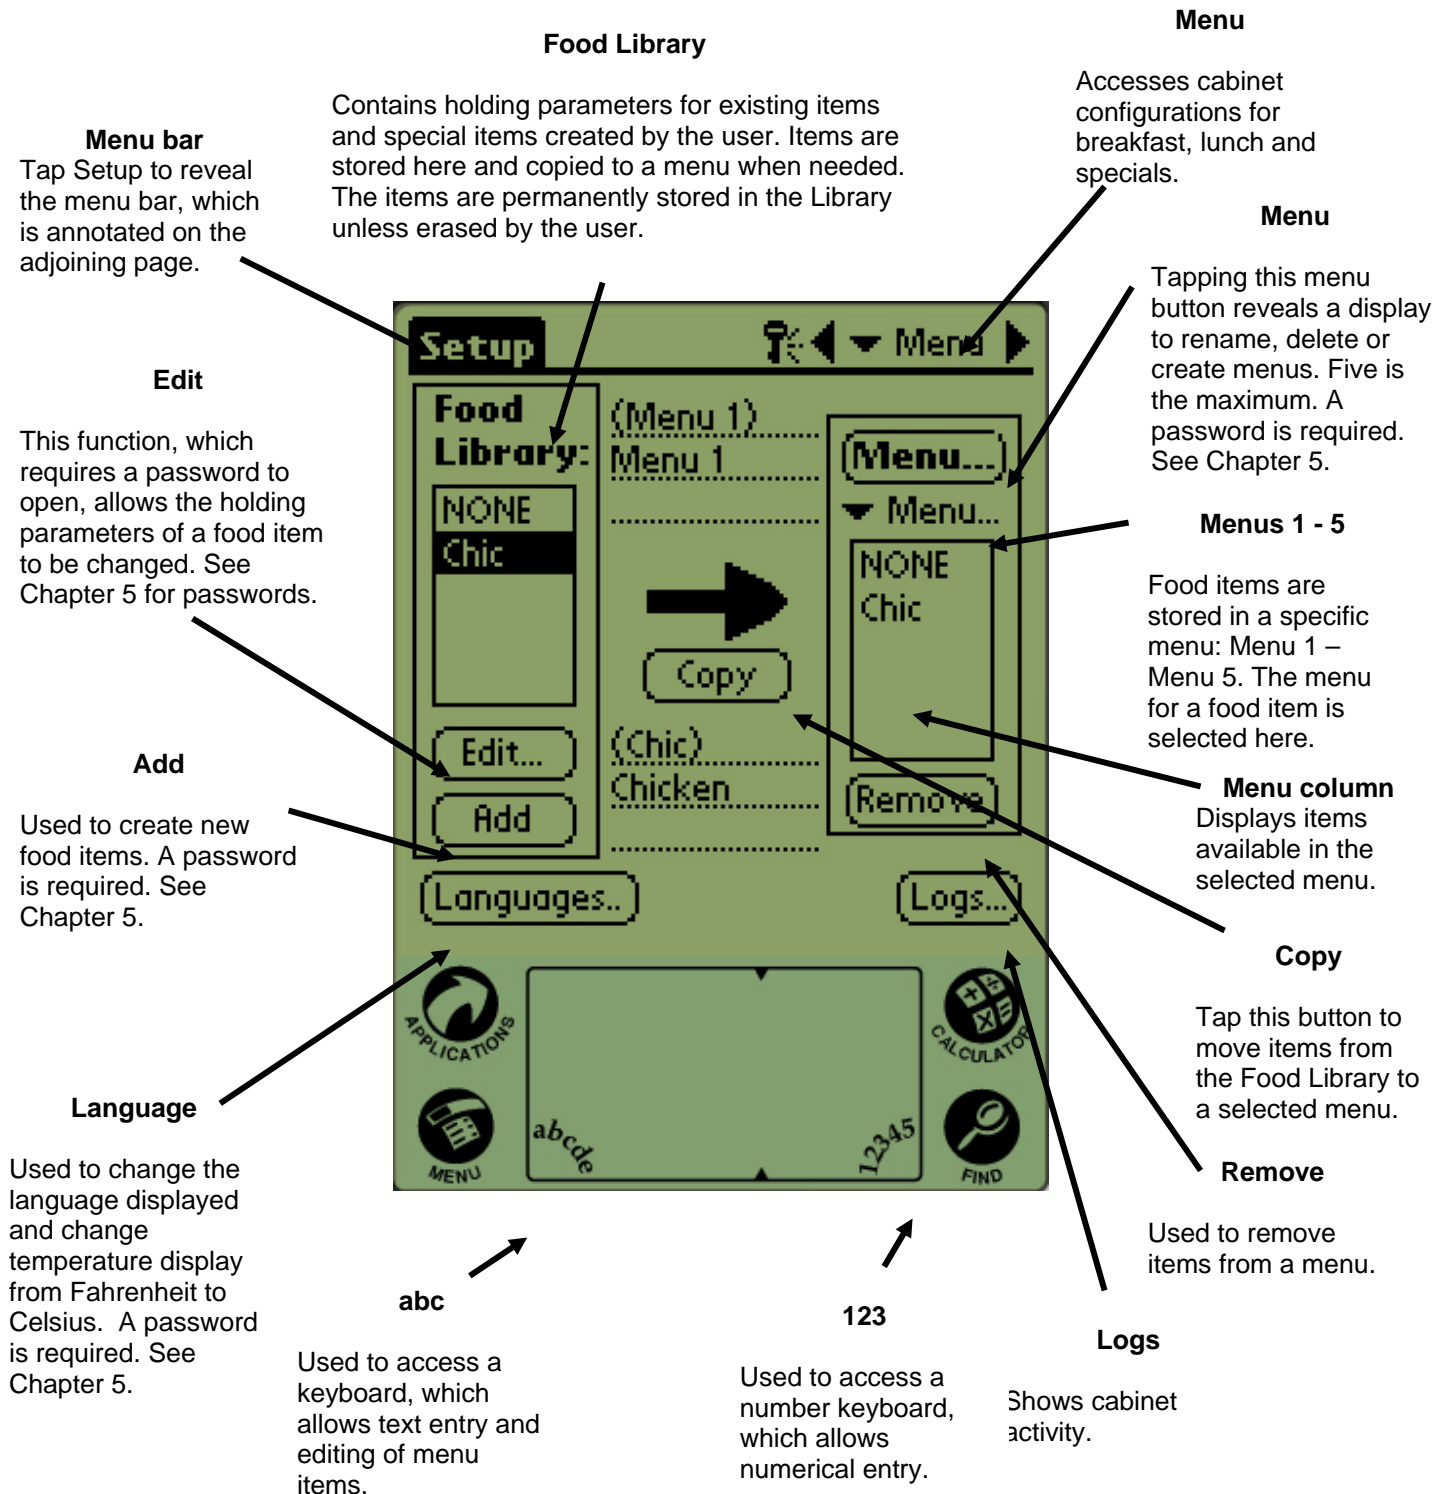 Menu
Accesses cabinet
configurations for
breakfast, lunch and
specials.
Food Library
Contains holding parameters for existing items
and special items created by the user. Items are
stored here and copied to a menu when needed.
The items are permanently stored in the Library
unless erased by the user.
Menu bar
Tap Setup to reveal
the menu bar, which
is annotated on the
adjoining page.
Menu
Tapping this menu
button reveals a display
to rename, delete or
create menus. Five is
the maximum. A
password is required.
See Chapter 5.
Edit
This function, which
requires a password to
open, allows the holding
parameters of a food item
to be changed. See
Chapter 5 for passwords.
Setup
Menu
Food
Library:
NONE
Chic
Edit...
Add
(Menu 1)
Menu 1
Copy
(Chic)
Chicken
Menu...
Menu...
NONE
Chic
Remove
Languages..
Logs...
APPLICATIONS
MENU
abcde
12345
CALCULATOR
FIND
Menus 1 - 5
Food items are
stored in a specific
menu: Menu 1 –
Menu 5. The menu
for a food item is
selected here.
Menu column
Displays items
available in the
selected menu.
Add
Used to create new
food items. A password
is required. See
Chapter 5.
Copy
Tap this button to
move items from
the Food Library to
a selected menu.
Language
Used to change the
language displayed
and change
temperature display
from Fahrenheit to
Celsius.  A password
is required. See
Chapter 5.
Remove
Used to remove
items from a menu.
abc
Used to access a
keyboard, which
allows text entry and
editing of menu
items.
123
Used to access a
number keyboard,
which allows
numerical entry.
Logs
Shows cabinet
activity.